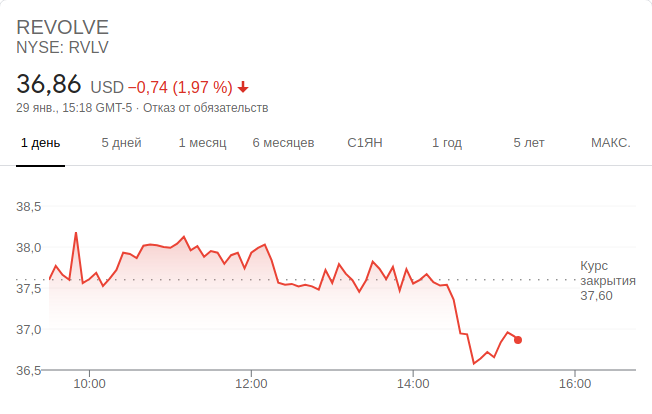 REVOLVE
NYSE: RVLV
36,86 USD −0,74 (1,97 %)
29 янв., 15:18 GMT-5 · Отказ от обязательств
1 день 5 дней 1 месяц 6 месяцев С1ЯН 1 год 5 лет МАКС.
38,5
38,0
37,5
37,0
36,5
Курс
закрытия
37,60
10:00 12:00 14:00 16:00